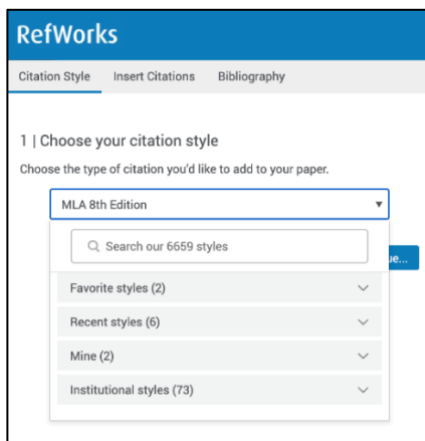 RefWorks
Citation Style Insert Citations Bibliography
1 | Choose your citation style
Choose the type of citation you'd like to add to your paper.
MLA 8th Edition
Search our 6659 styles
Favorite styles (2)
Recent styles (6)
Mine (2)
Institutional styles (73)